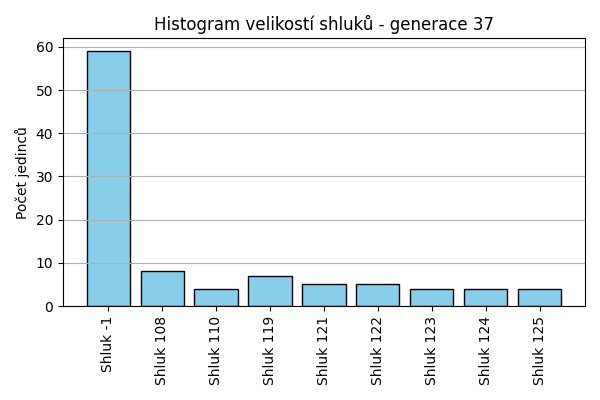 Histogram velikostí shluků - generace 37
Počet jedinců
60
50
40
30
20
10
0
Shluk -1
Shluk 108
Shluk 110
Shluk 119
Shluk 121
Shluk 122
Shluk 123
Shluk 124
Shluk 125